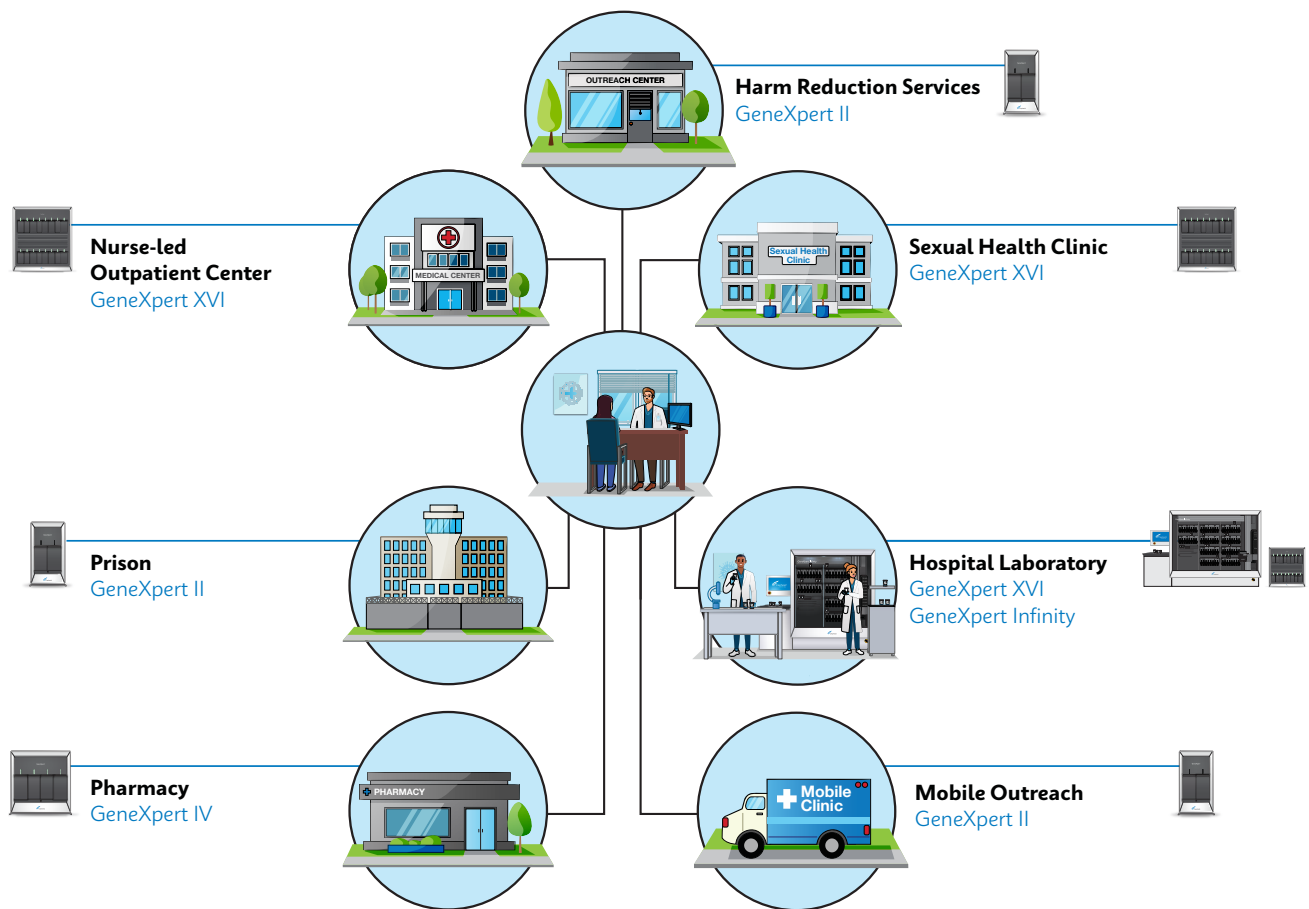 OUTREACH CENTER
Harm Reduction Services
GeneXpert II
Nurse-led
Outpatient Center
GeneXpert XVI
MEDICAL CENTER
Sexual Health
Clinic
Sexual Health Clinic
GeneXpert XVI
Prison
GeneXpert II
Hospital Laboratory
GeneXpert XVI
GeneXpert Infinity
Pharmacy
GeneXpert IV
PHARMACY
Mobile
Clinic
Mobile Outreach
GeneXpert II